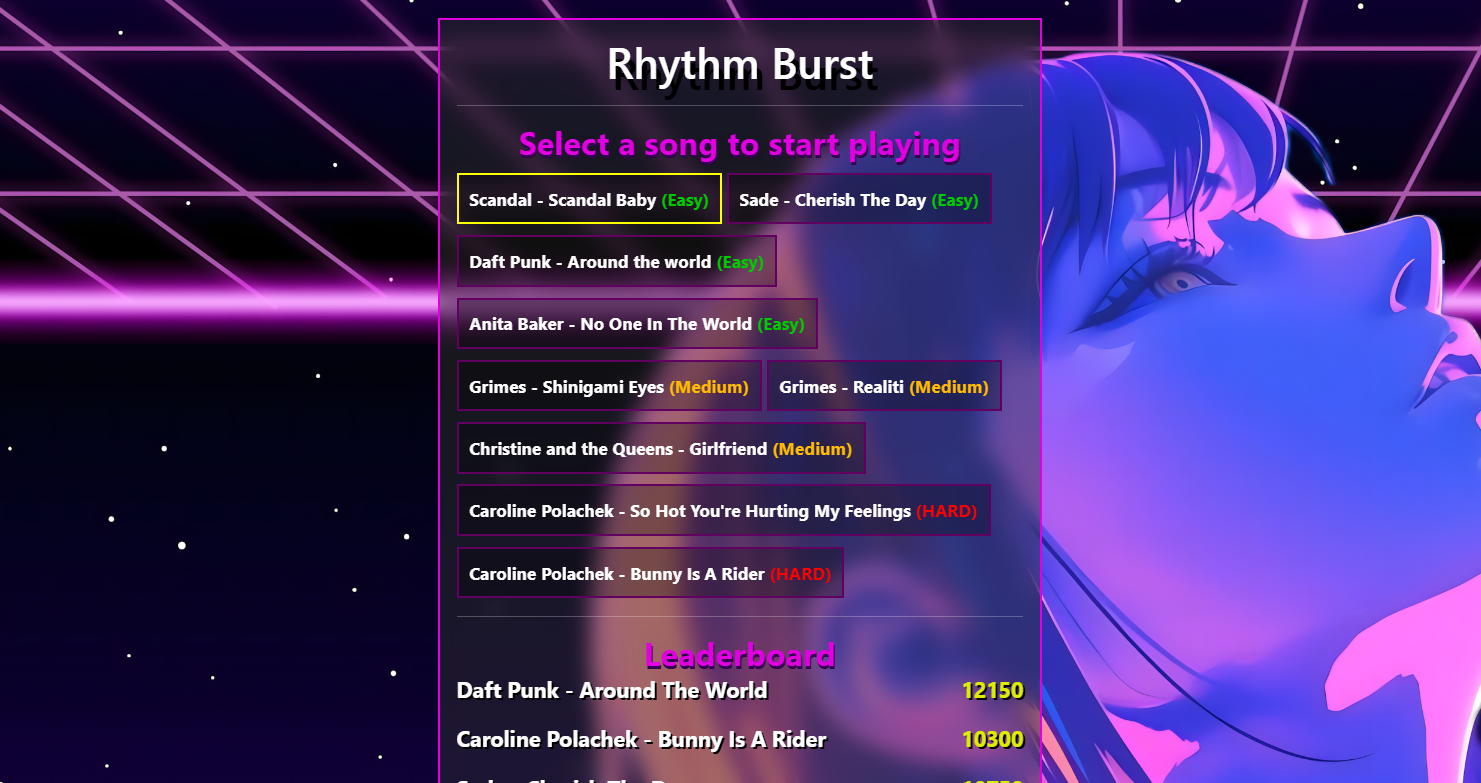 Rhythm Burst
Select a song to start playing
Scandal - Scandal Baby (Easy) Sade - Cherish The Day (Easy)
Daft Punk - Around the world (Easy)
Anita Baker - No One In The World (Easy)
Grimes - Shinigami Eyes (Medium) Grimes - Realiti (Medium)
Christine and the Queens - Girlfriend (Medium)
Caroline Polachek - So Hot You're Hurting My Feelings (HARD)
Caroline Polachek - Bunny Is A Rider (HARD)
Leaderboard
Daft Punk - Around The World 12150
Caroline Polachek - Bunny Is A Rider 10300